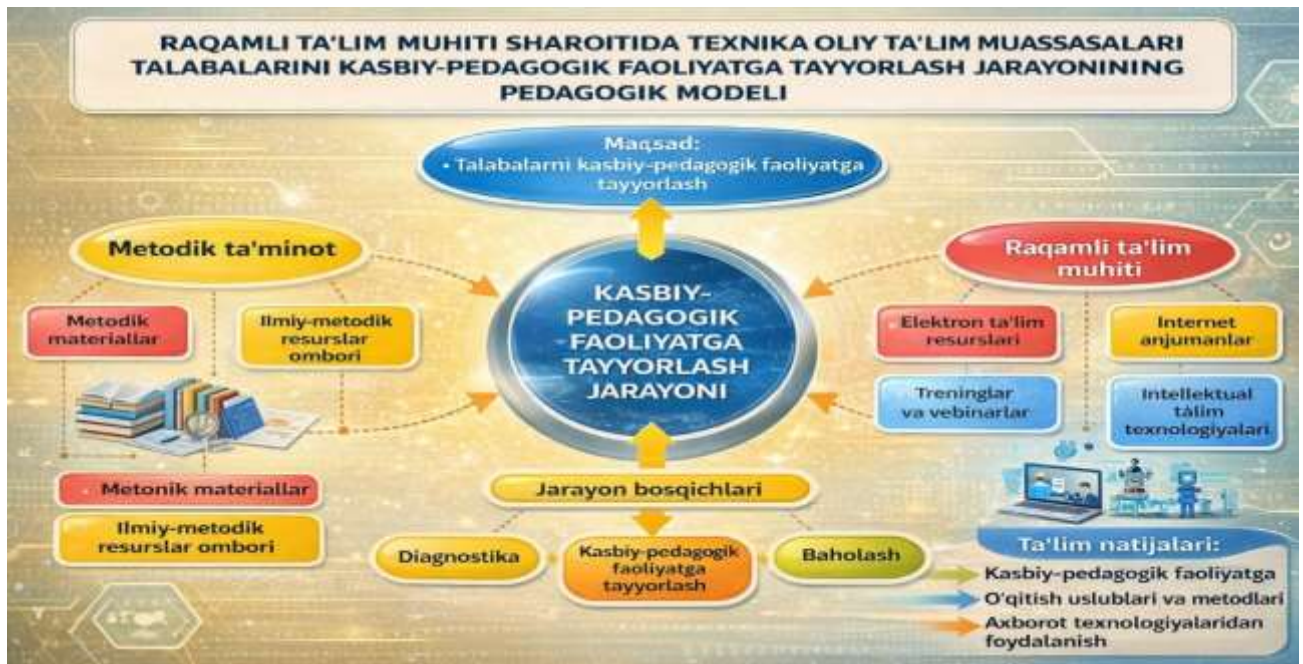 RAQAMLI TA'LIM MUHITI SHAROITIDA TEXNIKA OLIY TA'LIM MUASSASALARI
TALABALARINI KASBIY-PEDAGOGIK FAOLIYATGA TAYYORLASH JARAYONINING
PEDAGOGIK MODELI
Maqsad:
• Talabalarni kasbiy-pedagogik faoliyatga
tayyorlash
Metodik ta'minot
Metodik
materiallar
Ilmiy-metodik
resurslar
ombori
Metonik materiallar
Ilmiy-metodik
resurslar ombori
KASBIY-
PEDAGOGIK
FAOLIYATGA
TAYYORLASH
JARAYONI
Jarayon bosqichlari
Diagnostika
Kasbiy-pedagogik
faoliyatga
tayyorlash
Baholash
Raqamli ta'lim
muhiti
Elektron ta'lim
resurslari
Internet
anjumanlar
Treninglar
va vebinarlar
Intellektual
tàlim
texnologiyalari
Ta'lim natijalari:
Kasbiy-pedagogik faoliyatga
O'qitish uslublari va metodlari
Axborot texnologiyalaridan
foydalanish